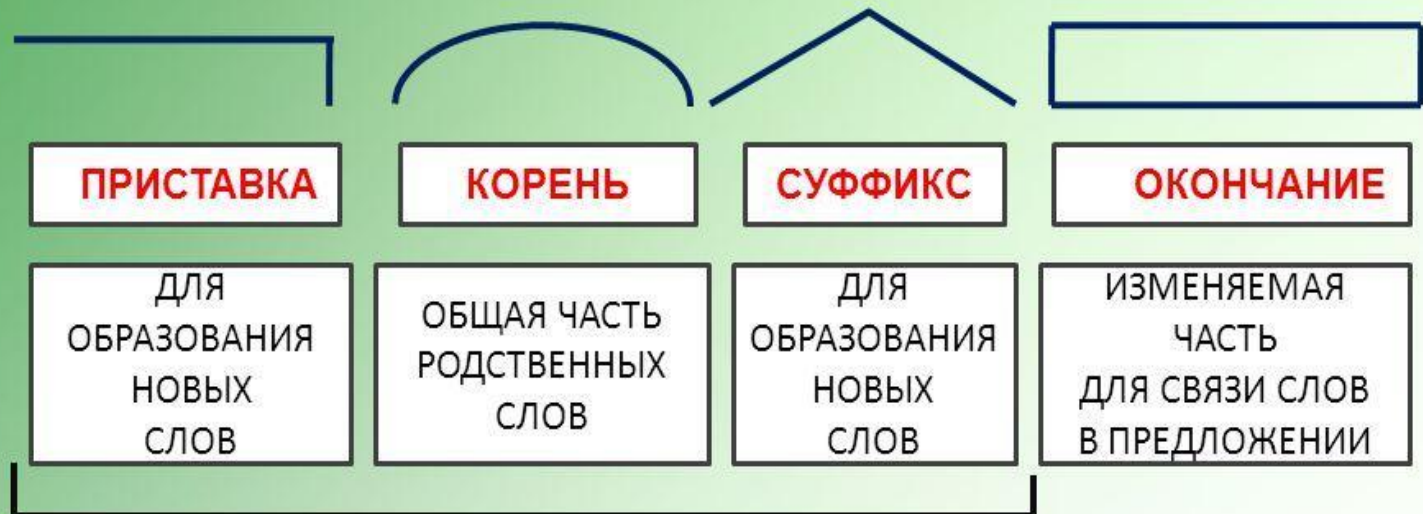 ПРИСТАВКА
КОРЕНЬ
СУФФИКС
ОКОНЧАНИЕ
ДЛЯ
ОБРАЗОВАНИЯ
НОВЫХ
СЛОВ
ОБЩАЯ ЧАСТЬ
РОДСТВЕННЫХ
СЛОВ
ДЛЯ
ОБРАЗОВАНИЯ
НОВЫХ
СЛОВ
ИЗМЕНЯЕМАЯ
ЧАСТЬ
ДЛЯ СВЯЗИ СЛОВ
В ПРЕДЛОЖЕНИИ